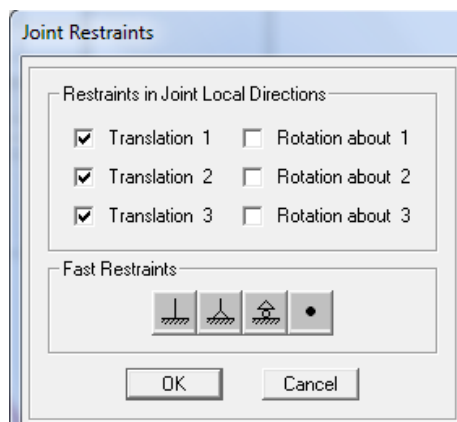 Joint Restraints
Restraints in Joint Local Directions
Translation 1 Rotation about 1
Translation 2 Rotation about 2
Translation 3 Rotation about 3
Fast Restraints
OK Cancel